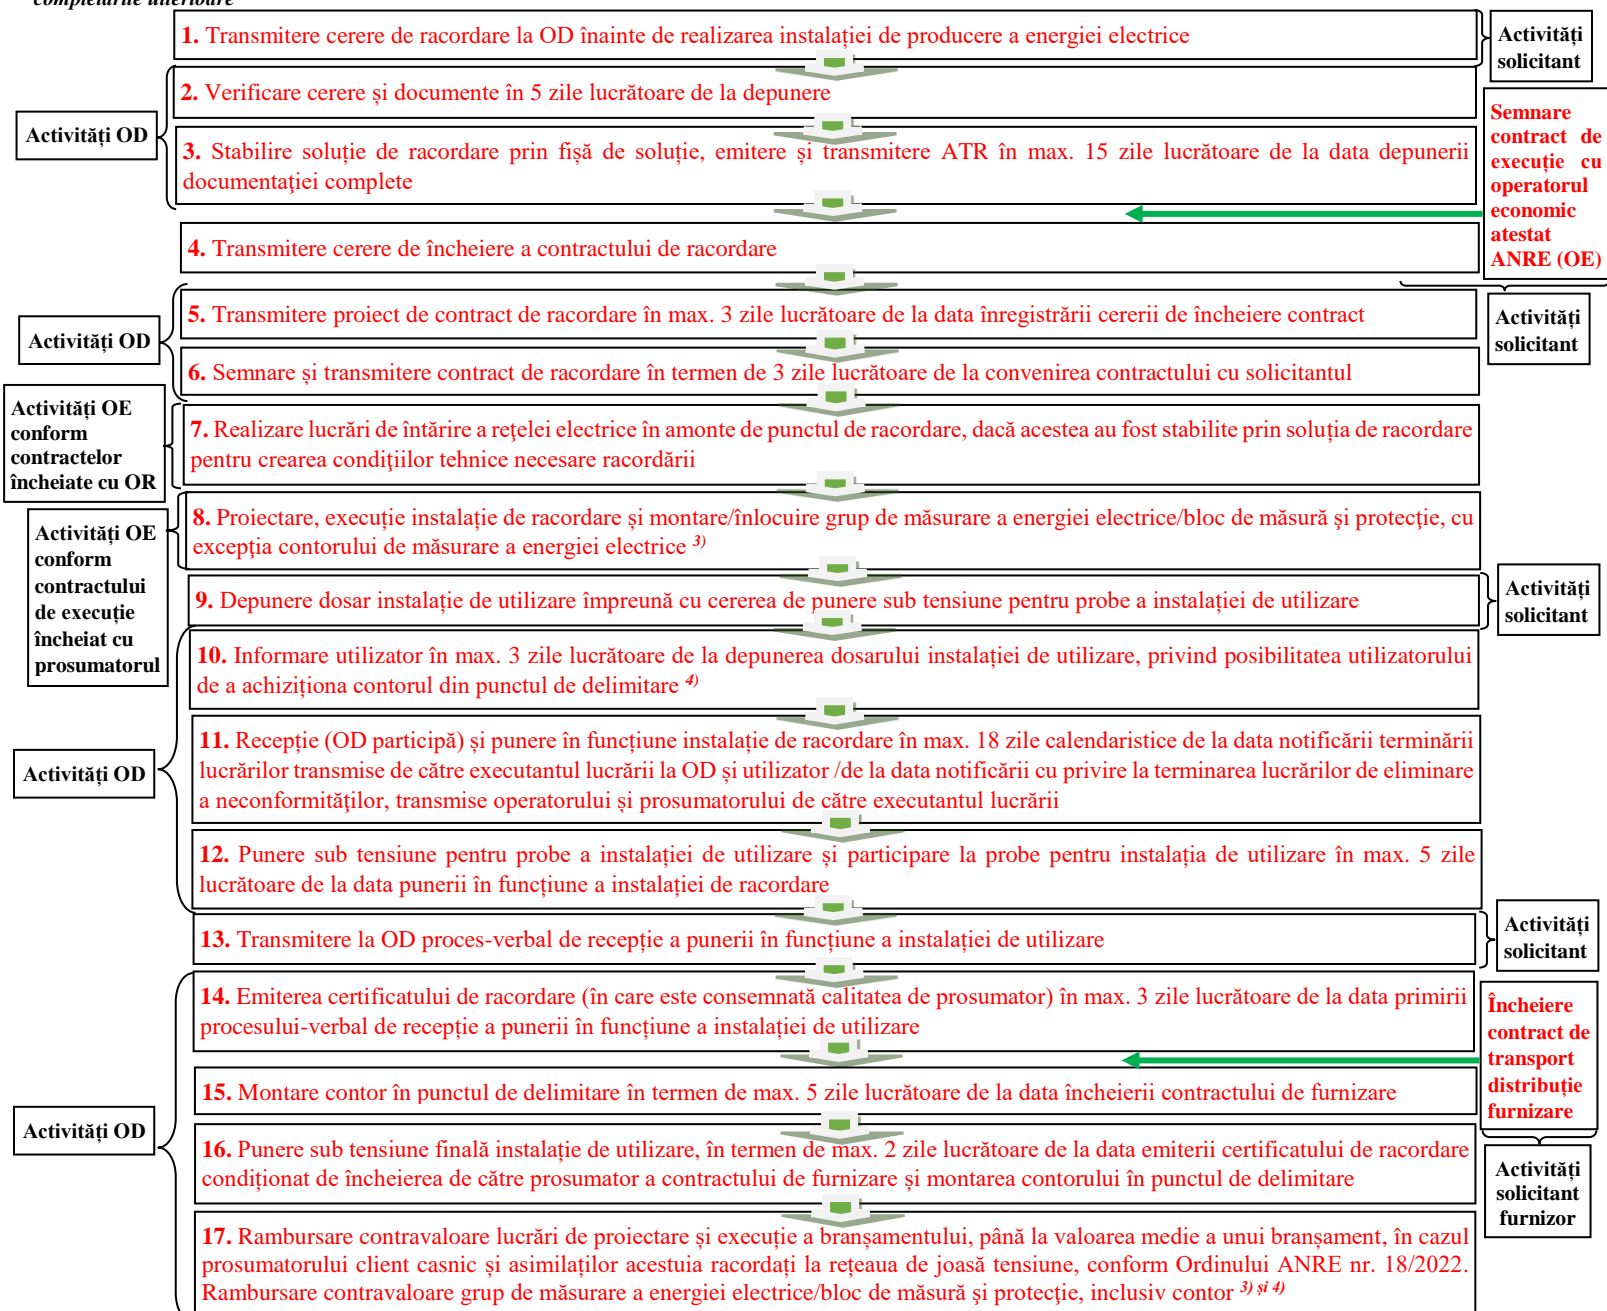 completările ulterioare
1. Transmitere cerere de racordare la OD înainte de realizarea instalației de producere a energiei electrice
Activități
solicitant
2. Verificare cerere și documente în 5 zile lucrătoare de la depunere
Activități OD
3. Stabilire soluție de racordare prin fișă de soluție, emitere și transmitere ATR în max. 15 zile lucrătoare de la data depunerii
documentaţiei complete
Semnare
contract de
execuție cu
operatorul
economic
atestat
ANRE (OE)
4. Transmitere cerere de încheiere a contractului de racordare
5. Transmitere proiect de contract de racordare în max. 3 zile lucrătoare de la data înregistrării cererii de încheiere contract
Activități OD
Activități
solicitant
6. Semnare și transmitere contract de racordare în termen de 3 zile lucrătoare de la convenirea contractului cu solicitantul
Activități OE
conform
contractelor
încheiate cu OR
7. Realizare lucrări de întărire a reţelei electrice în amonte de punctul de racordare, dacă acestea au fost stabilite prin soluția de racordare
pentru crearea condiţiilor tehnice necesare racordării
Activități OE
conform
contractului
de execuție
încheiat cu
prosumatorul
8. Proiectare, execuție instalație de racordare și montare/înlocuire grup de măsurare a energiei electrice/bloc de măsură şi protecţie, cu
excepţia contorului de măsurare a energiei electrice 3)
9. Depunere dosar instalație de utilizare împreună cu cererea de punere sub tensiune pentru probe a instalației de utilizare
Activități
solicitant
10. Informare utilizator în max. 3 zile lucrătoare de la depunerea dosarului instalației de utilizare, privind posibilitatea utilizatorului
de a achiziționa contorul din punctul de delimitare 4)
Activități OD
11. Recepție (OD participă) și punere în funcțiune instalație de racordare în max. 18 zile calendaristice de la data notificării terminării
lucrărilor transmise de către executantul lucrării la OD și utilizator /de la data notificării cu privire la terminarea lucrărilor de eliminare
a neconformităţilor, transmise operatorului și prosumatorului de către executantul lucrării
12. Punere sub tensiune pentru probe a instalației de utilizare și participare la probe pentru instalația de utilizare în max. 5 zile
lucrătoare de la data punerii în funcțiune a instalației de racordare
13. Transmitere la OD proces-verbal de recepție a punerii în funcțiune a instalației de utilizare
Activități
solicitant
14. Emiterea certificatului de racordare (în care este consemnată calitatea de prosumator) în max. 3 zile lucrătoare de la data primirii
procesului-verbal de recepție a punerii în funcțiune a instalației de utilizare
Încheiere
contract de
transport
distribuție
furnizare
15. Montare contor în punctul de delimitare în termen de max. 5 zile lucrătoare de la data încheierii contractului de furnizare
Activități OD
16. Punere sub tensiune finală instalație de utilizare, în termen de max. 2 zile lucrătoare de la data emiterii certificatului de racordare
condiționat de încheierea de către prosumator a contractului de furnizare și montarea contorului în punctul de delimitare
Activități
solicitant
furnizor
17. Rambursare contravaloare lucrări de proiectare și execuție a branșamentului, până la valoarea medie a unui branșament, în cazul
prosumatorului client casnic și asimilaților acestuia racordați la rețeaua de joasă tensiune, conform Ordinului ANRE nr. 18/2022.
Rambursare contravaloare grup de măsurare a energiei electrice/bloc de măsură şi protecţie, inclusiv contor 3) și 4)